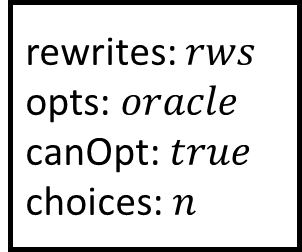 rewrites: rws
opts: oracle
canOpt: true
choices: n